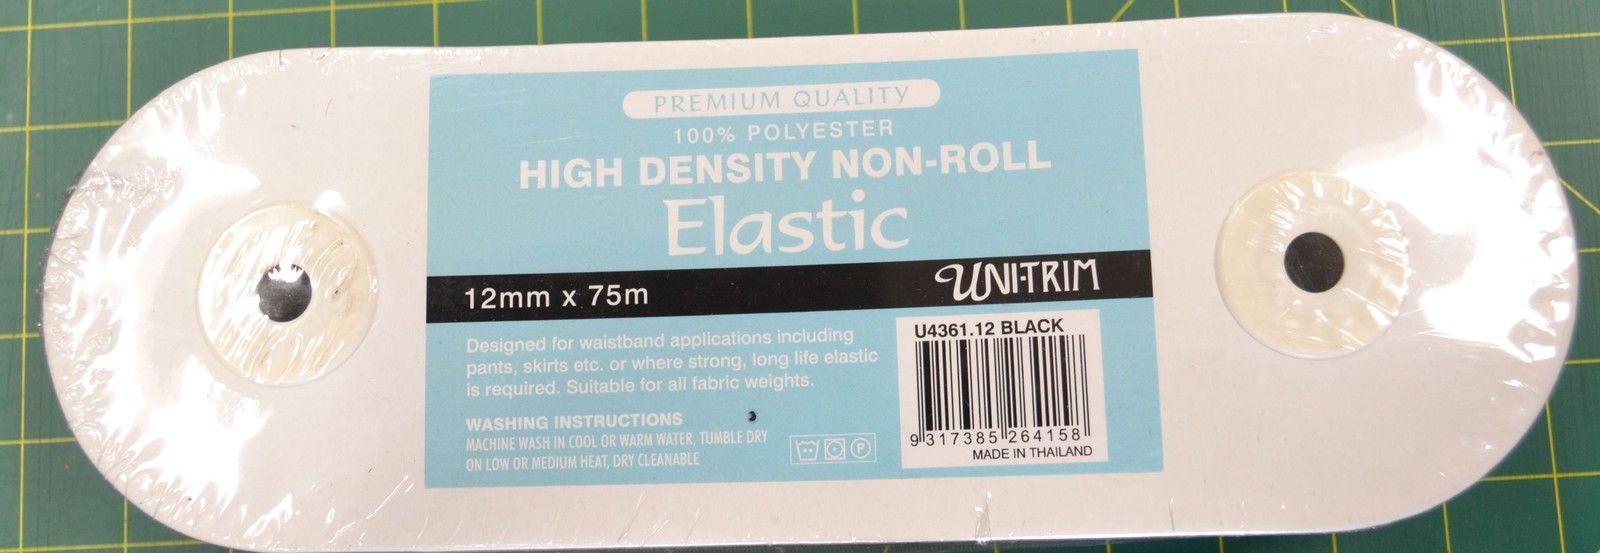 PREMIUM QUALITY
100% POLYESTER
HIGH DENSITY NON-ROLL
Elastic
12mm x 75m
UNI-TRIM
Designed for waistband applications including
pants, skirts etc. or where strong, long life elastic
is required. Suitable for all fabric weights.
WASHING INSTRUCTIONS
MACHINE WASH IN COOL OR WARM WATER, TUMBLE DRY
ON LOW OR MEDIUM HEAT, DRY CLEANABLE
P
U4361.12 BLACK
9 317385 264158
MADE IN THAILAND